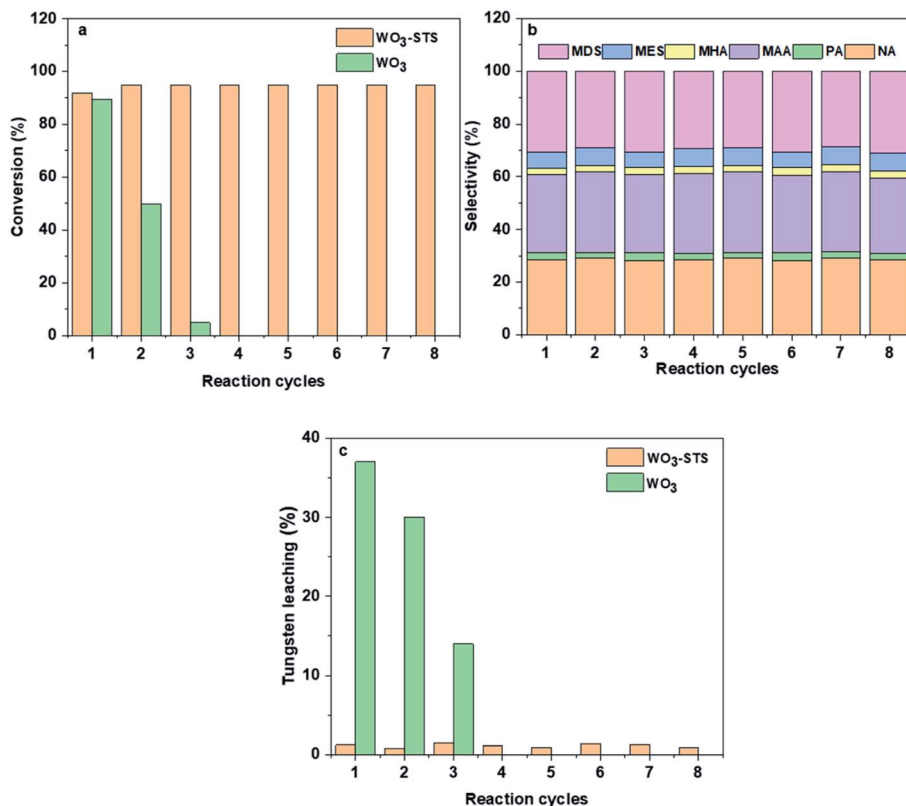 a
WO3-STS
WO3
120
100
80
60
40
20
0
Conversion (%)
1 2 3 4 5 6 7 8
Reaction cycles
b
MDS MES MHA MAA PA NA
120
100
80
60
40
20
0
Selectivity (%)
1 2 3 4 5 6 7 8
Reaction cycles
c
WO3-STS
WO3
40
30
20
10
0
Tungsten leaching (%)
1 2 3 4 5 6 7 8
Reaction cycles